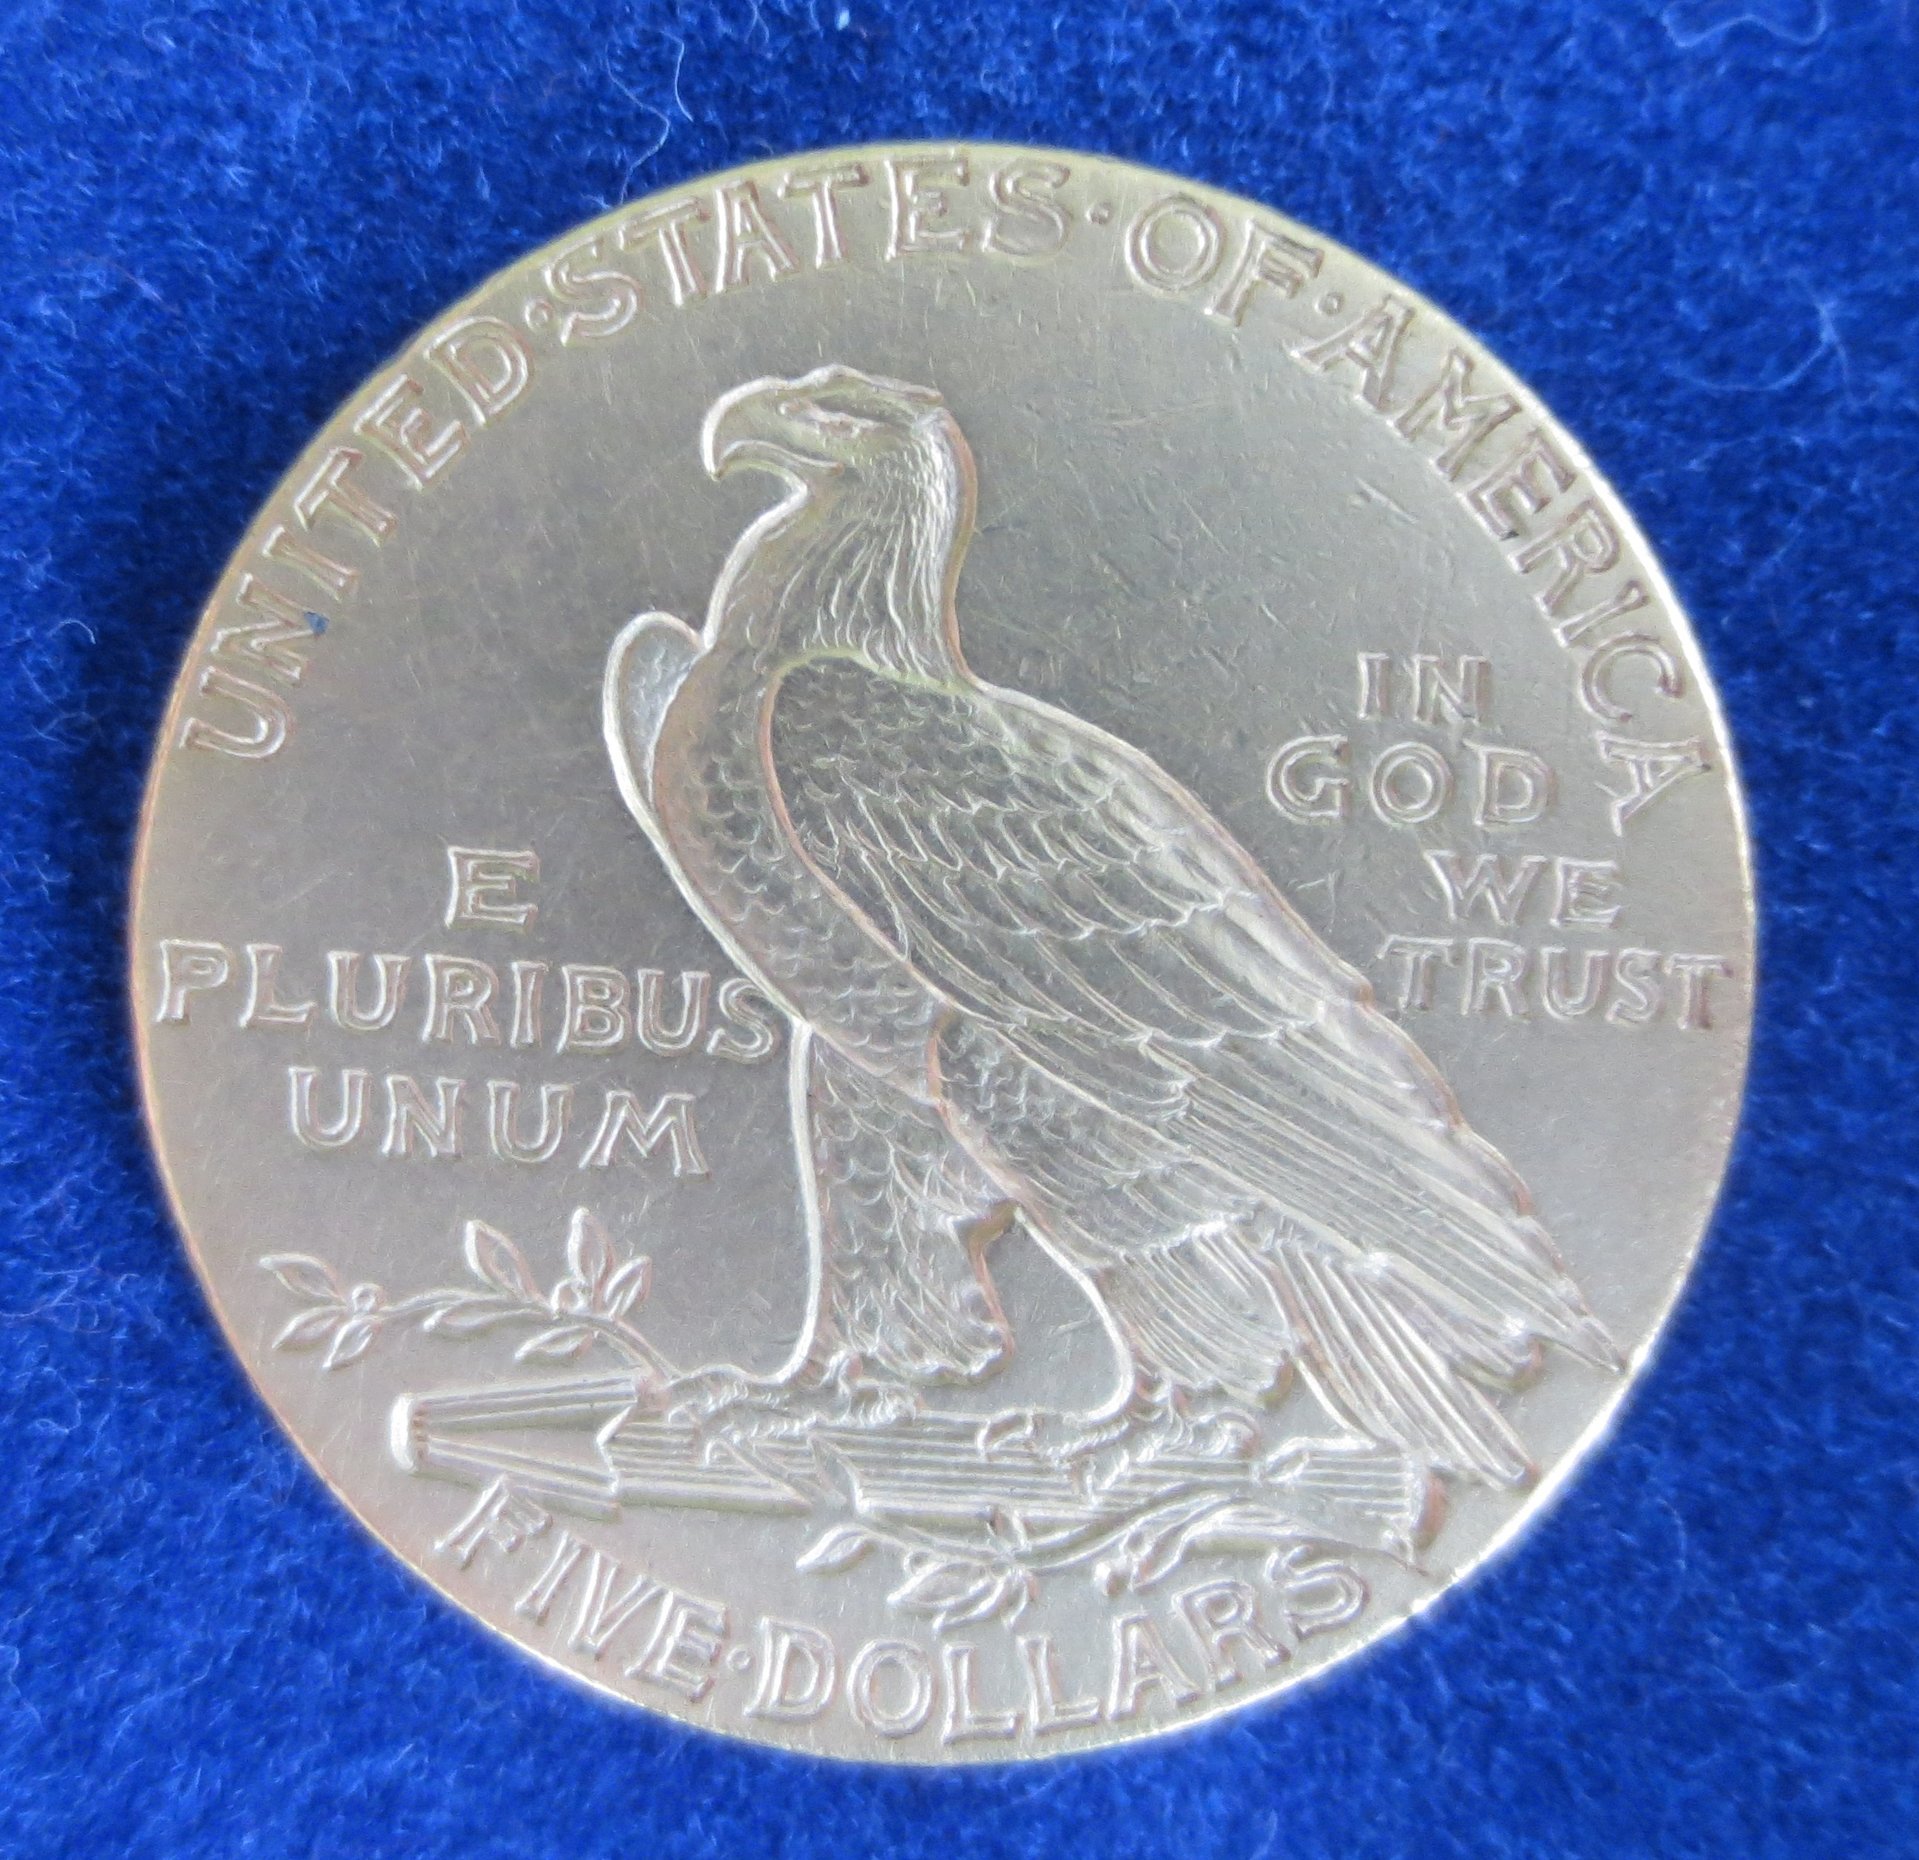 UNITED·STATES·OF·AMERICA
IN
GOD
WE
TRUST
E
PLURIBUS
UNUM
FIVE·DOLLARS